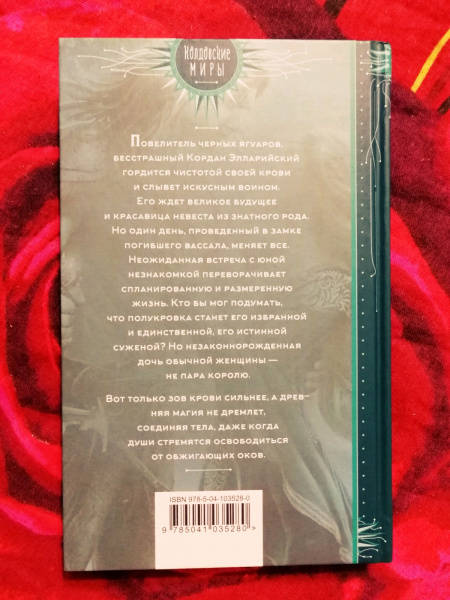 Колдовские
МИРЫ
Повелитель черных ягуаров,
бесстрашный Кордан Элларийский
гордится чистотой своей крови
и слывет искусным воином.
Его ждет великое будущее
и красавица невеста из знатного рода.
Но один день, проведенный в замке
погибшего вассала, меняет все.
Неожиданная встреча с юной
незнакомкой переворачивает
спланированную и размеренную
жизнь. Кто бы мог подумать,
что полукровка станет его избранной
и единственной, его истинной
суженой? Но незаконнорожденная
дочь обычной женщины —
не пара королю.
Вот только зов крови сильнее, а древ-
няя магия не дремлет,
соединяя тела, даже когда
души стремятся освободиться
от обжигающих оков.
ISBN 978-5-04-103528-0
9 785041 035280 >